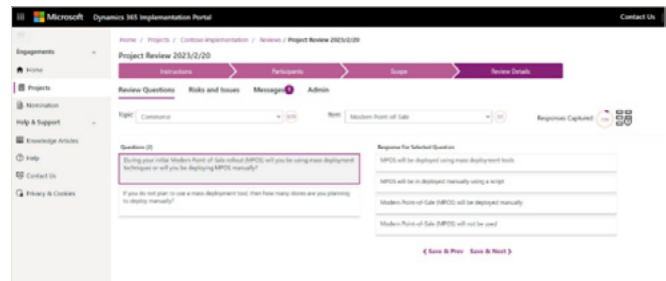 Microsoft Dynamics 365 Implementation Portal
Contact Us
Engagements
Home
Projects
Nomination
Help & Support
Knowledge Articles
Help
Contact Us
Privacy & Cookies
Home / Projects / Contoso Implementation / Reviews / Project Review 2023/2/20
Project Review 2023/2/20
Instructions
Participants
Scope
Review Details
Review Questions
Risks and Issues
Messages
Admin
Topic:
Commerce
Item:
Modern Point-of-Sale
Responses Captured:
Questions (2)
During your initial Modern Point-of-Sale rollout (MPOS) will you be using mass deployment
techniques or will you be deploying MPOS manually?
If you do not plan to use a mass deployment tool, then how many stores are you planning
to deploy manually?
Response For Selected Question
MPOS will be deployed using mass deployment tools
MPOS will be in deployed manually using a script
Modern Point-of-Sale (MPOS) will be deployed manually
Modern Point-of-Sale (MPOS) will not be used
< Save & Prev
Save & Next >